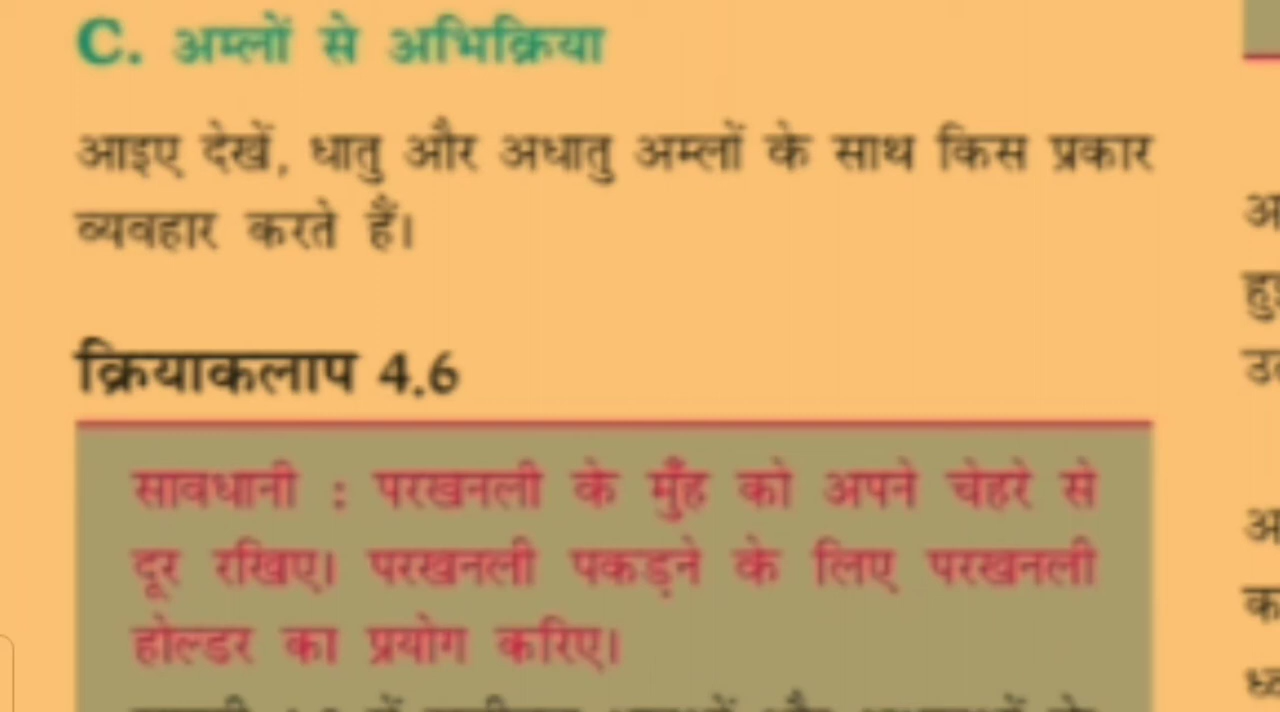 C. अम्लों से अभिक्रिया
आइए देखें, धातु और अधातु अम्लों के साथ किस प्रकार
व्यवहार करते हैं।
क्रियाकलाप 4.6
सावधानी : परखनली के मुँह को अपने चेहरे से
दूर रखिए। परखनली पकड़ने के लिए परखनली
होल्डर का प्रयोग करिए।